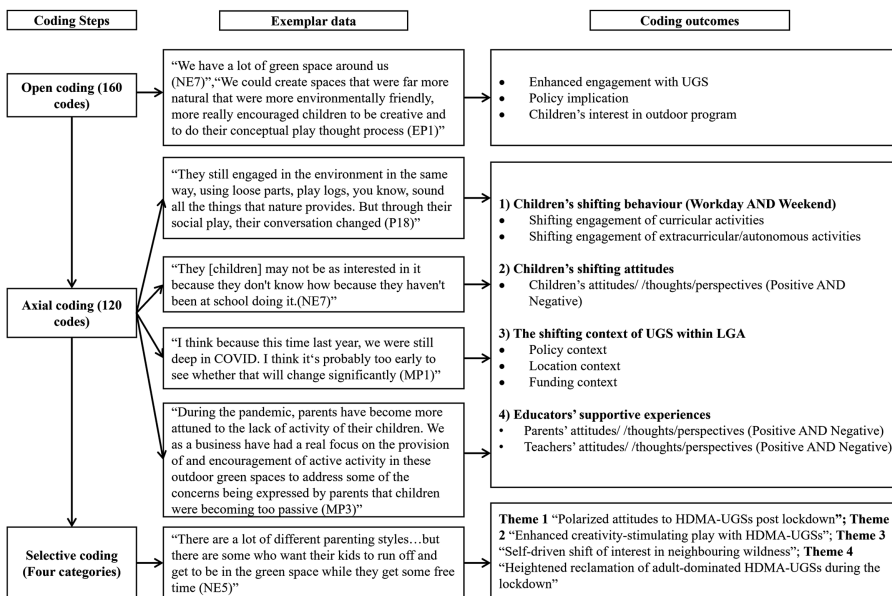 Coding Steps
Exemplar data
Coding outcomes
Open coding (160
codes)
“We have a lot of green space around us
(NE7)”,“We could create spaces that were far more
natural that were more environmentally friendly,
more really encouraged children to be creative and
to do their conceptual play thought process (EP1)”
● Enhanced engagement with UGS
● Policy implication
● Children’s interest in outdoor program
Axial coding (120
codes)
“They still engaged in the environment in the same
way, using loose parts, play logs, you know, sound
all the things that nature provides. But through their
social play, their conversation changed (P18)”
“They [children] may not be as interested in it
because they don't know how because they haven't
been at school doing it.(NE7)”
“I think because this time last year, we were still
deep in COVID. I think it‘s probably too early to
see whether that will change significantly (MP1)”
“During the pandemic, parents have become more
attuned to the lack of activity of their children. We
as a business have had a real focus on the provision
of and encouragement of active activity in these
outdoor green spaces to address some of the
concerns being expressed by parents that children
were becoming too passive (MP3)”
1) Children’s shifting behaviour (Workday AND Weekend)
● Shifting engagement of curricular activities
● Shifting engagement of extracurricular/autonomous activities
2) Children’s shifting attitudes
● Children’s attitudes/ /thoughts/perspectives (Positive AND
Negative)
3) The shifting context of UGS within LGA
● Policy context
● Location context
● Funding context
4) Educators’ supportive experiences
• Parents’ attitudes/ /thoughts/perspectives (Positive AND Negative)
• Teachers’ attitudes/ /thoughts/perspectives (Positive AND Negative)
Selective coding
(Four categories)
“There are a lot of different parenting styles…but
there are some who want their kids to run off and
get to be in the green space while they get some free
time (NE5)”
Theme 1 “Polarized attitudes to HDMA-UGSs post lockdown”; Theme
2 “Enhanced creativity-stimulating play with HDMA-UGSs”; Theme 3
“Self-driven shift of interest in neighbouring wildness”; Theme 4
“Heightened reclamation of adult-dominated HDMA-UGSs during the
lockdown”